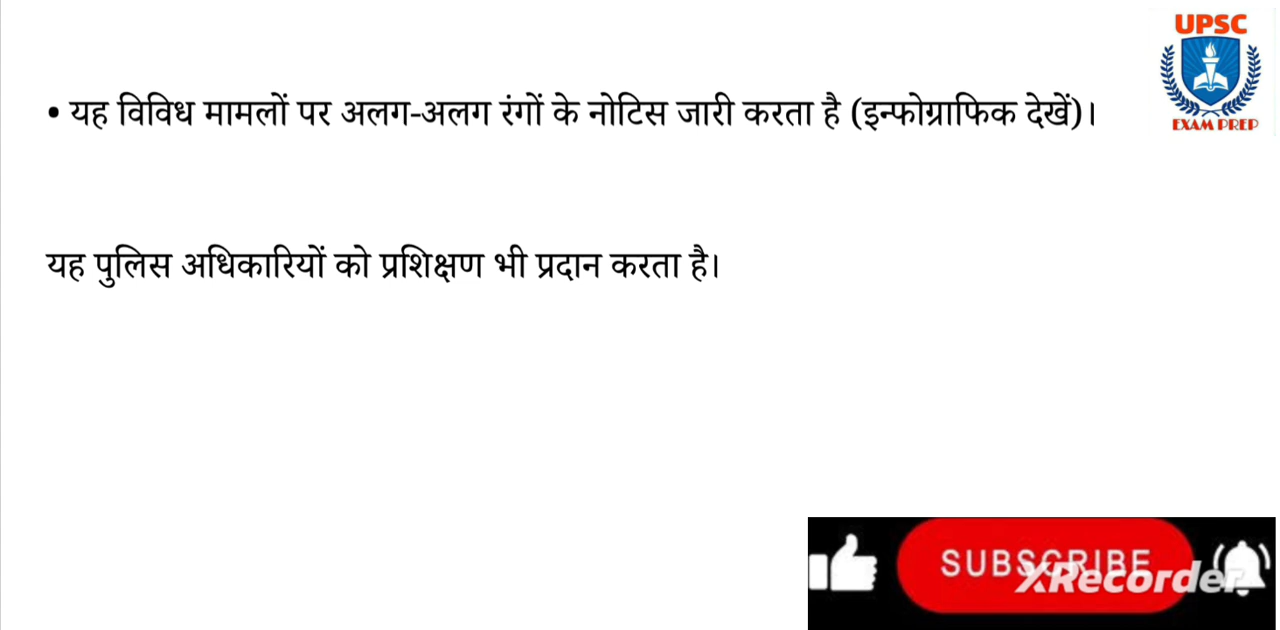 UPSC
EXAM PREP
• यह विविध मामलों पर अलग-अलग रंगों के नोटिस जारी करता है (इन्फोग्राफिक देखें)।
यह पुलिस अधिकारियों को प्रशिक्षण भी प्रदान करता है।
SUBSCRIBE
XRecorder